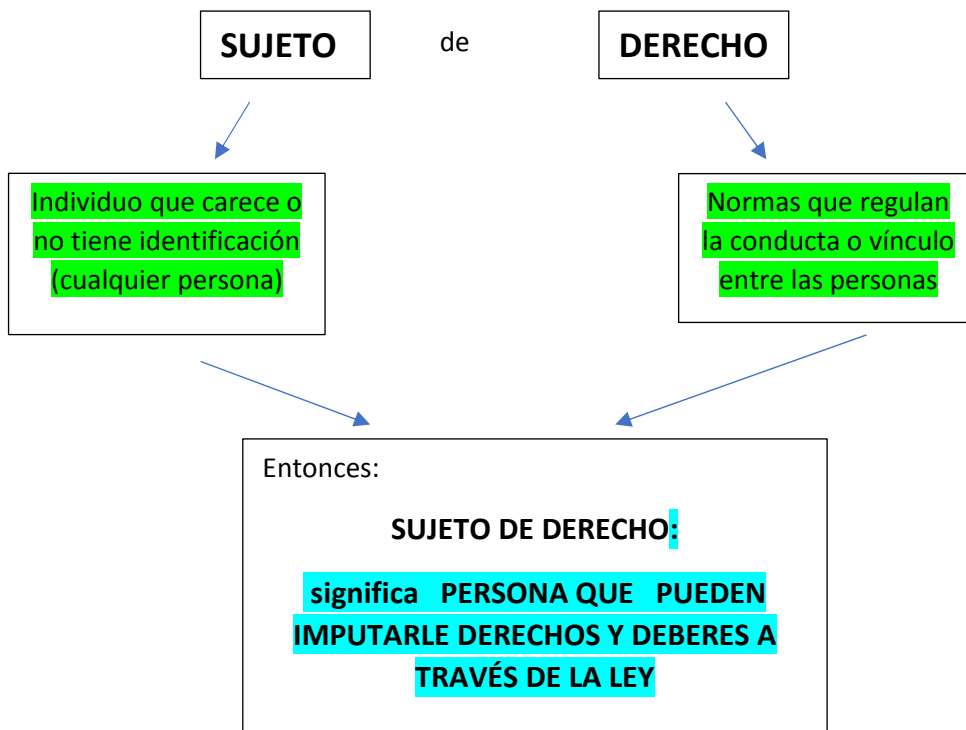 SUJETO de DERECHO
Individuo que carece o
no tiene identificación
(cualquier persona)
Normas que regulan
la conducta o vínculo
entre las personas
Entonces:
SUJETO DE DERECHO:
significa PERSONA QUE PUEDEN
IMPUTARLE DERECHOS Y DEBERES A
TRAVÉS DE LA LEY